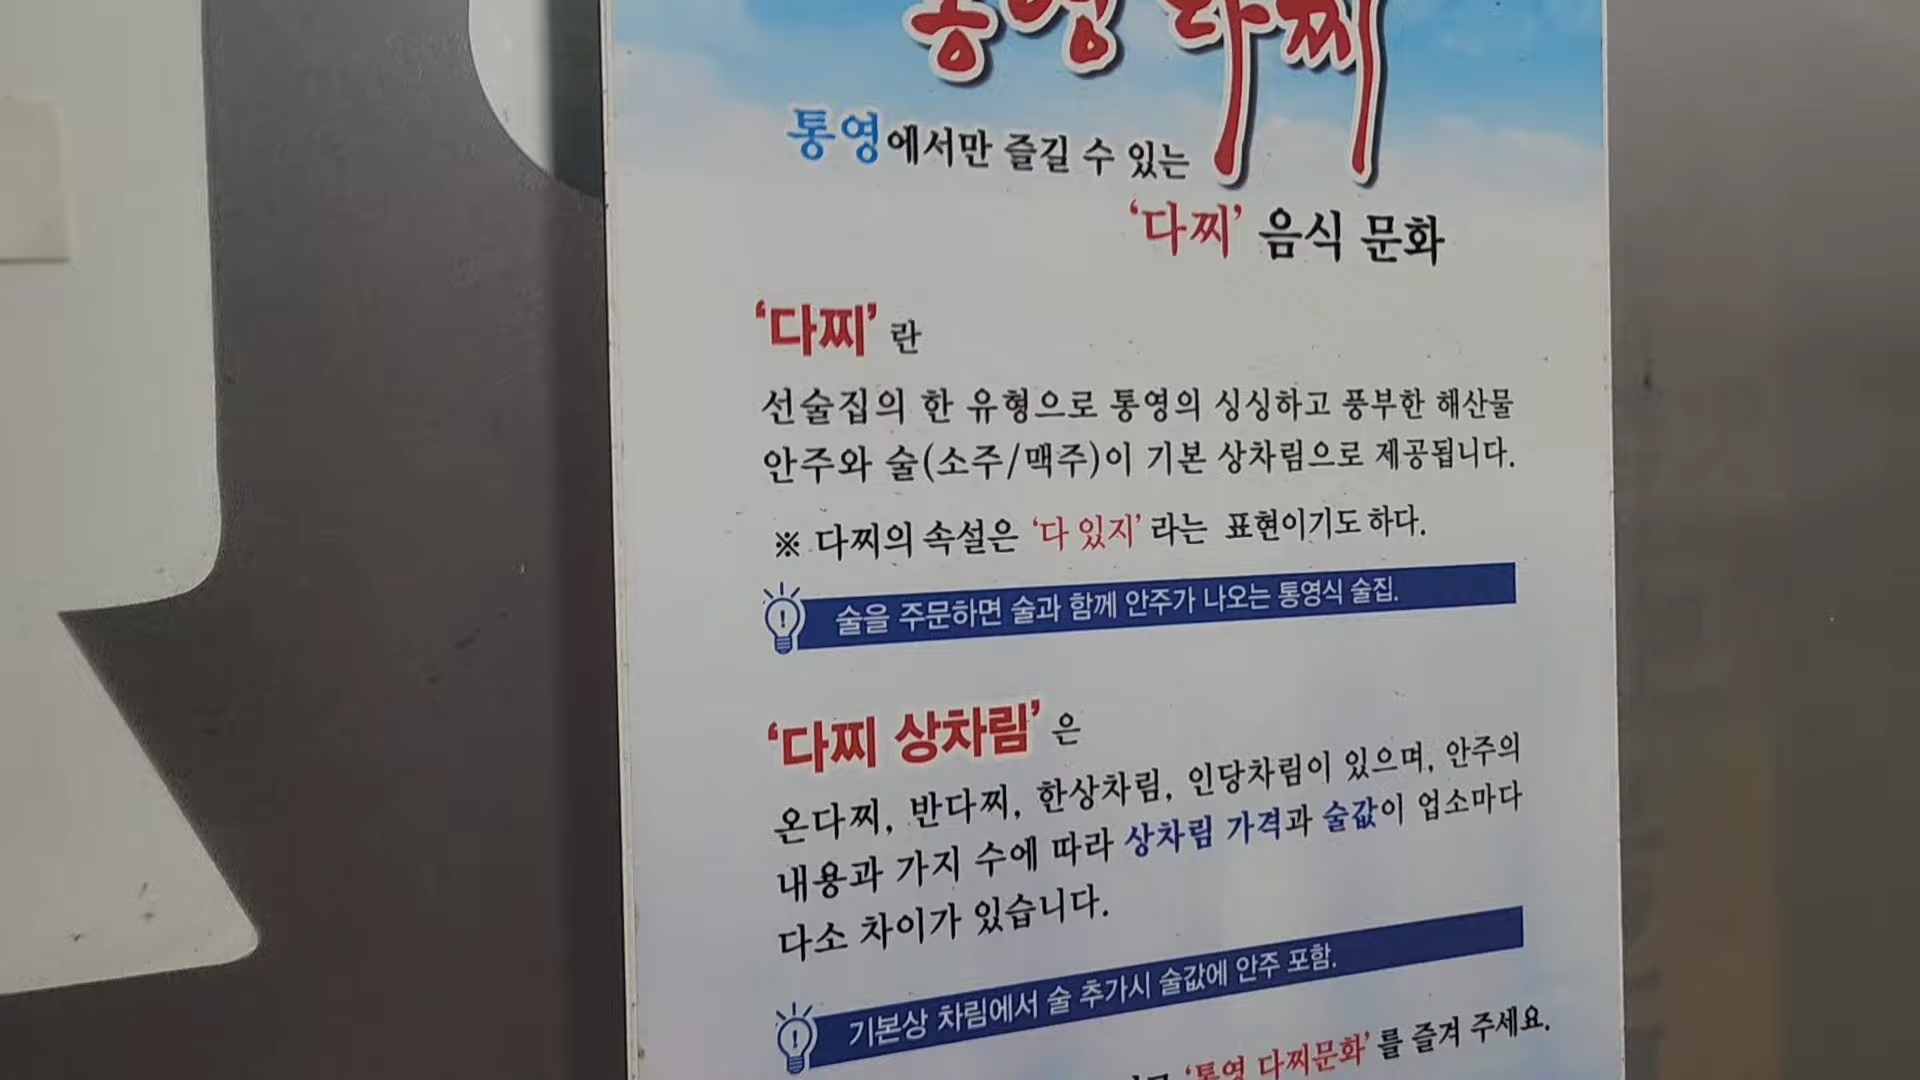 통영 다찌
통영에서만 즐길 수 있는
'다찌' 음식 문화
'다찌' 란
선술집의 한 유형으로 통영의 싱싱하고 풍부한 해산물
안주와 술(소주/맥주)이 기본 상차림으로 제공됩니다.
※ 다찌의 속설은 '다 있지' 라는 표현이기도 하다.
술을 주문하면 술과 함께 안주가 나오는 통영식 술집.
'다찌 상차림' 은
온다찌, 반다찌, 한상차림, 인당차림이 있으며, 안주의
내용과 가지 수에 따라 상차림 가격과 술값이 업소마다
다소 차이가 있습니다.
기본상 차림에서 술 추가시 술값에 안주 포함.
'통영 다찌문화' 를 즐겨 주세요.